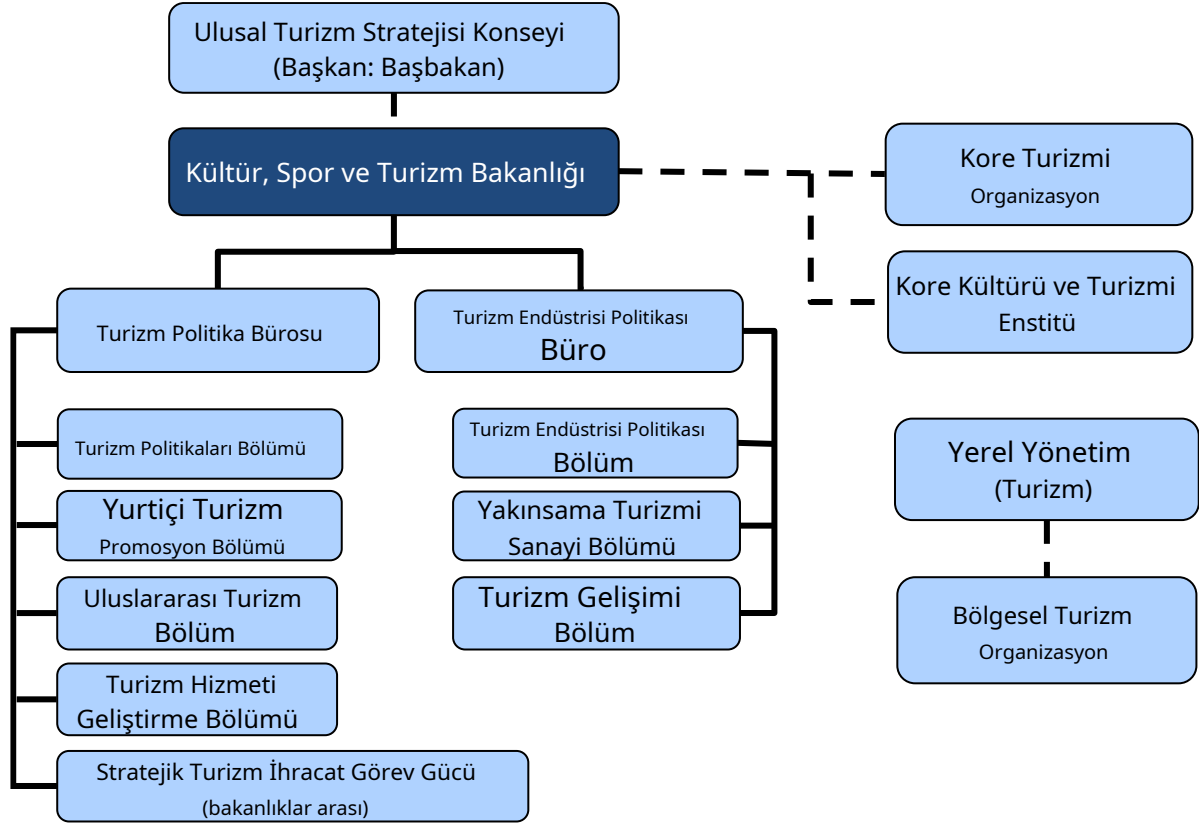 Ulusal Turizm Stratejisi Konseyi
(Başkan: Başbakan)
Kültür, Spor ve Turizm Bakanlığı
Kore Turizmi
Organizasyon
Kore Kültürü ve Turizmi
Enstitü
Turizm Politika Bürosu
Turizm Endüstrisi Politikası
Büro
Turizm Politikaları Bölümü
Yurtiçi Turizm
Promosyon Bölümü
Uluslararası Turizm
Bölüm
Turizm Hizmeti
Geliştirme Bölümü
Stratejik Turizm İhracat Görev Gücü
(bakanlıklar arası)
Turizm Endüstrisi Politikası
Bölüm
Yakınsama Turizmi
Sanayi Bölümü
Turizm Gelişimi
Bölüm
Yerel Yönetim
(Turizm)
Bölgesel Turizm
Organizasyon